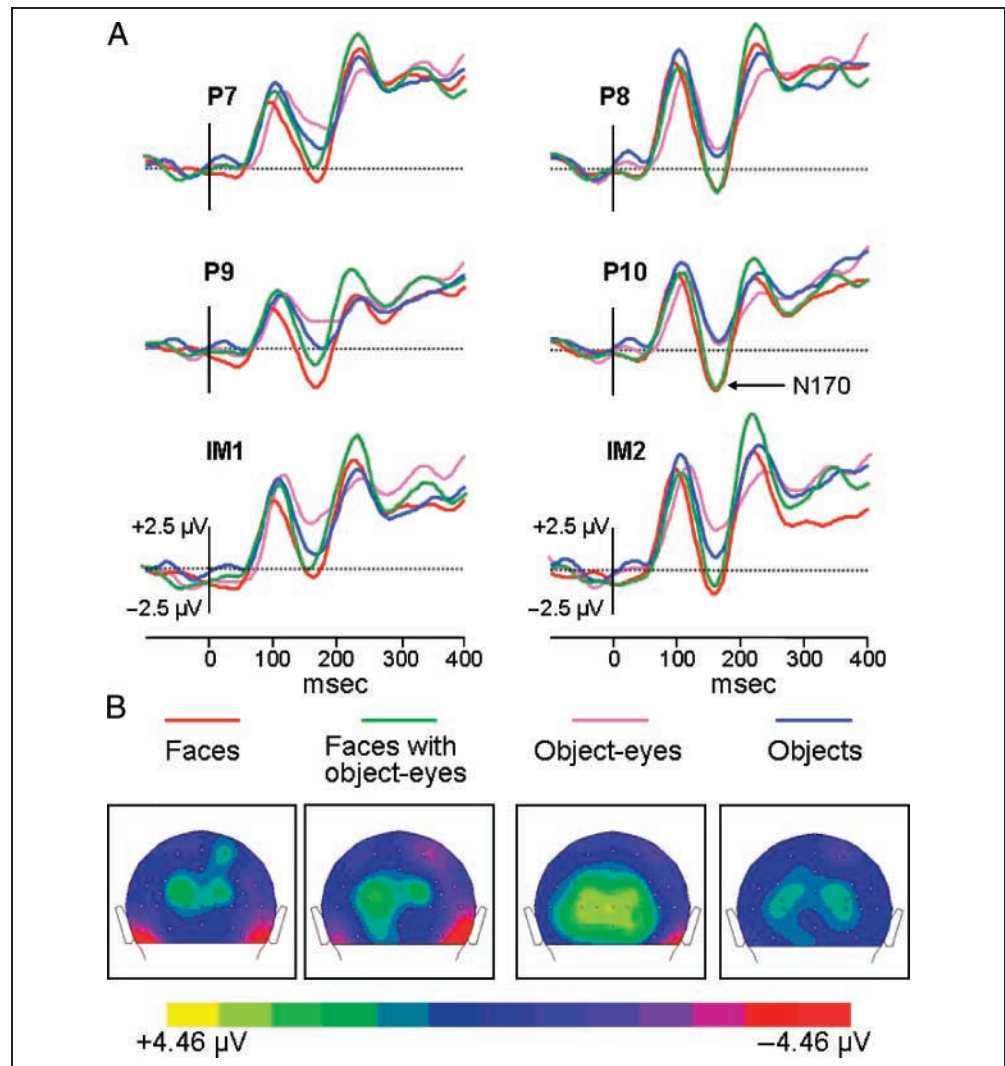 A
P7
P8
P9
P10
N170
IM1
IM2
+2.5 µV
+2.5 µV
−2.5 µV
−2.5 µV
0 100 200 300 400
0 100 200 300 400
msec
msec
B
Faces
Faces with
object-eyes
Object-eyes
Objects
+4.46 µV
−4.46 µV